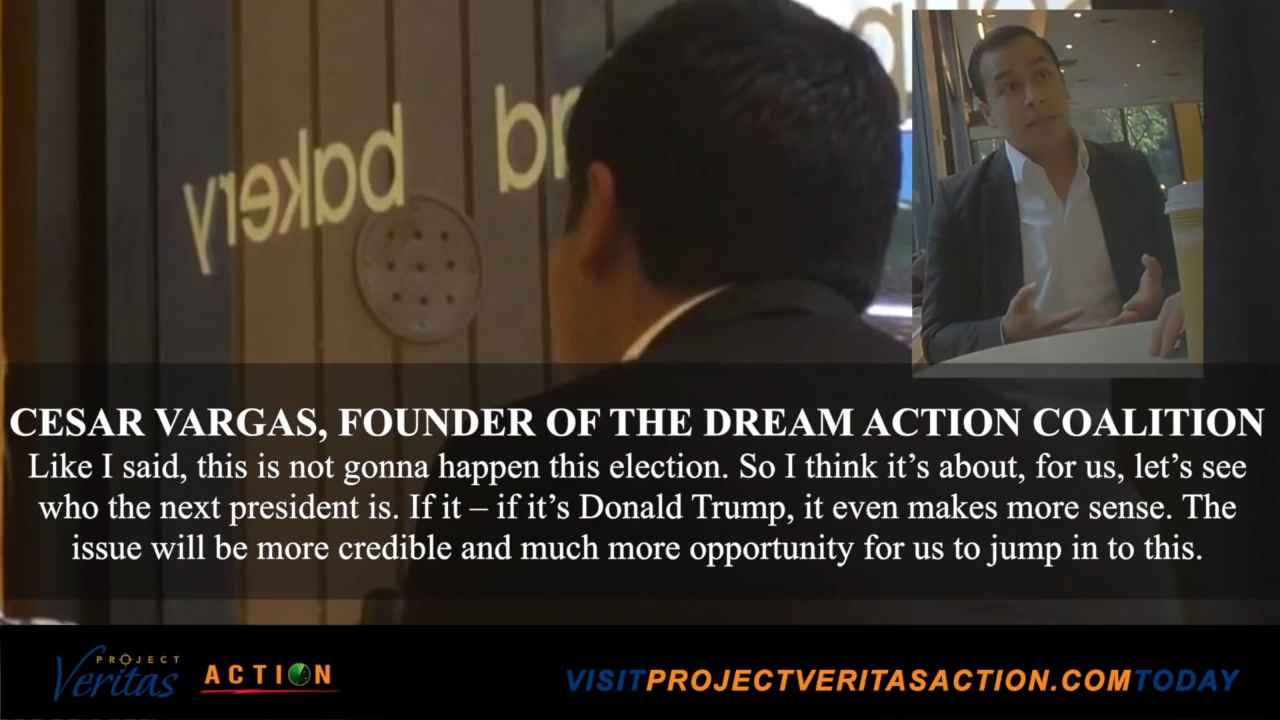 bakery
CESAR VARGAS, FOUNDER OF THE DREAM ACTION COALITION
Like I said, this is not gonna happen this election. So I think it’s about, for us, let’s see
who the next president is. If it – if it’s Donald Trump, it even makes more sense. The
issue will be more credible and much more opportunity for us to jump in to this.
PROJECT
Veritas ACTION
VISITPROJECTVERITASACTION.COMTODAY